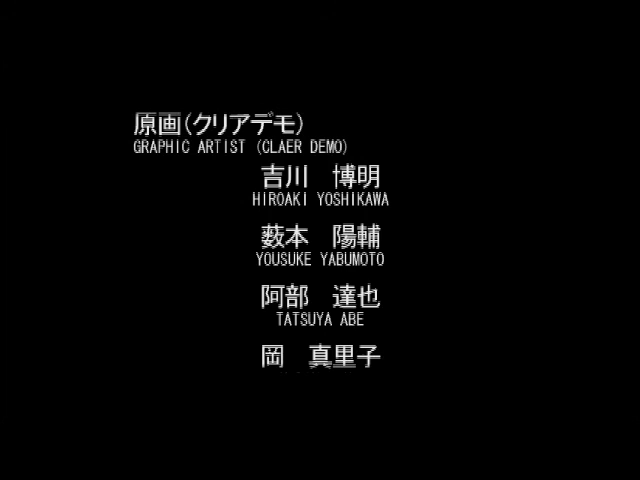 原画(クリアデモ)
GRAPHIC ARTIST (CLAER DEMO)
吉川　博明
HIROAKI YOSHIKAWA
薮本　陽輔
YOUSUKE YABUMOTO
阿部　達也
TATSUYA ABE
岡　真里子